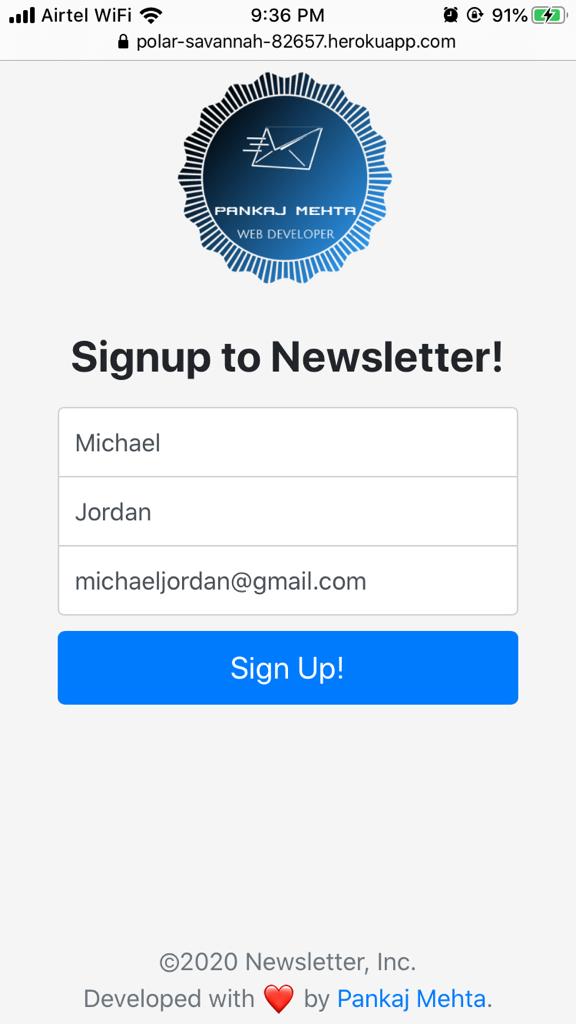 Airtel WiFi 9:36 PM 91%
polar-savannah-82657.herokuapp.com
PANKAJ MEHTA
WEB DEVELOPER
Signup to Newsletter!
Michael
Jordan
michaeljordan@gmail.com
Sign Up!
©2020 Newsletter, Inc.
Developed with ❤️ by Pankaj Mehta.